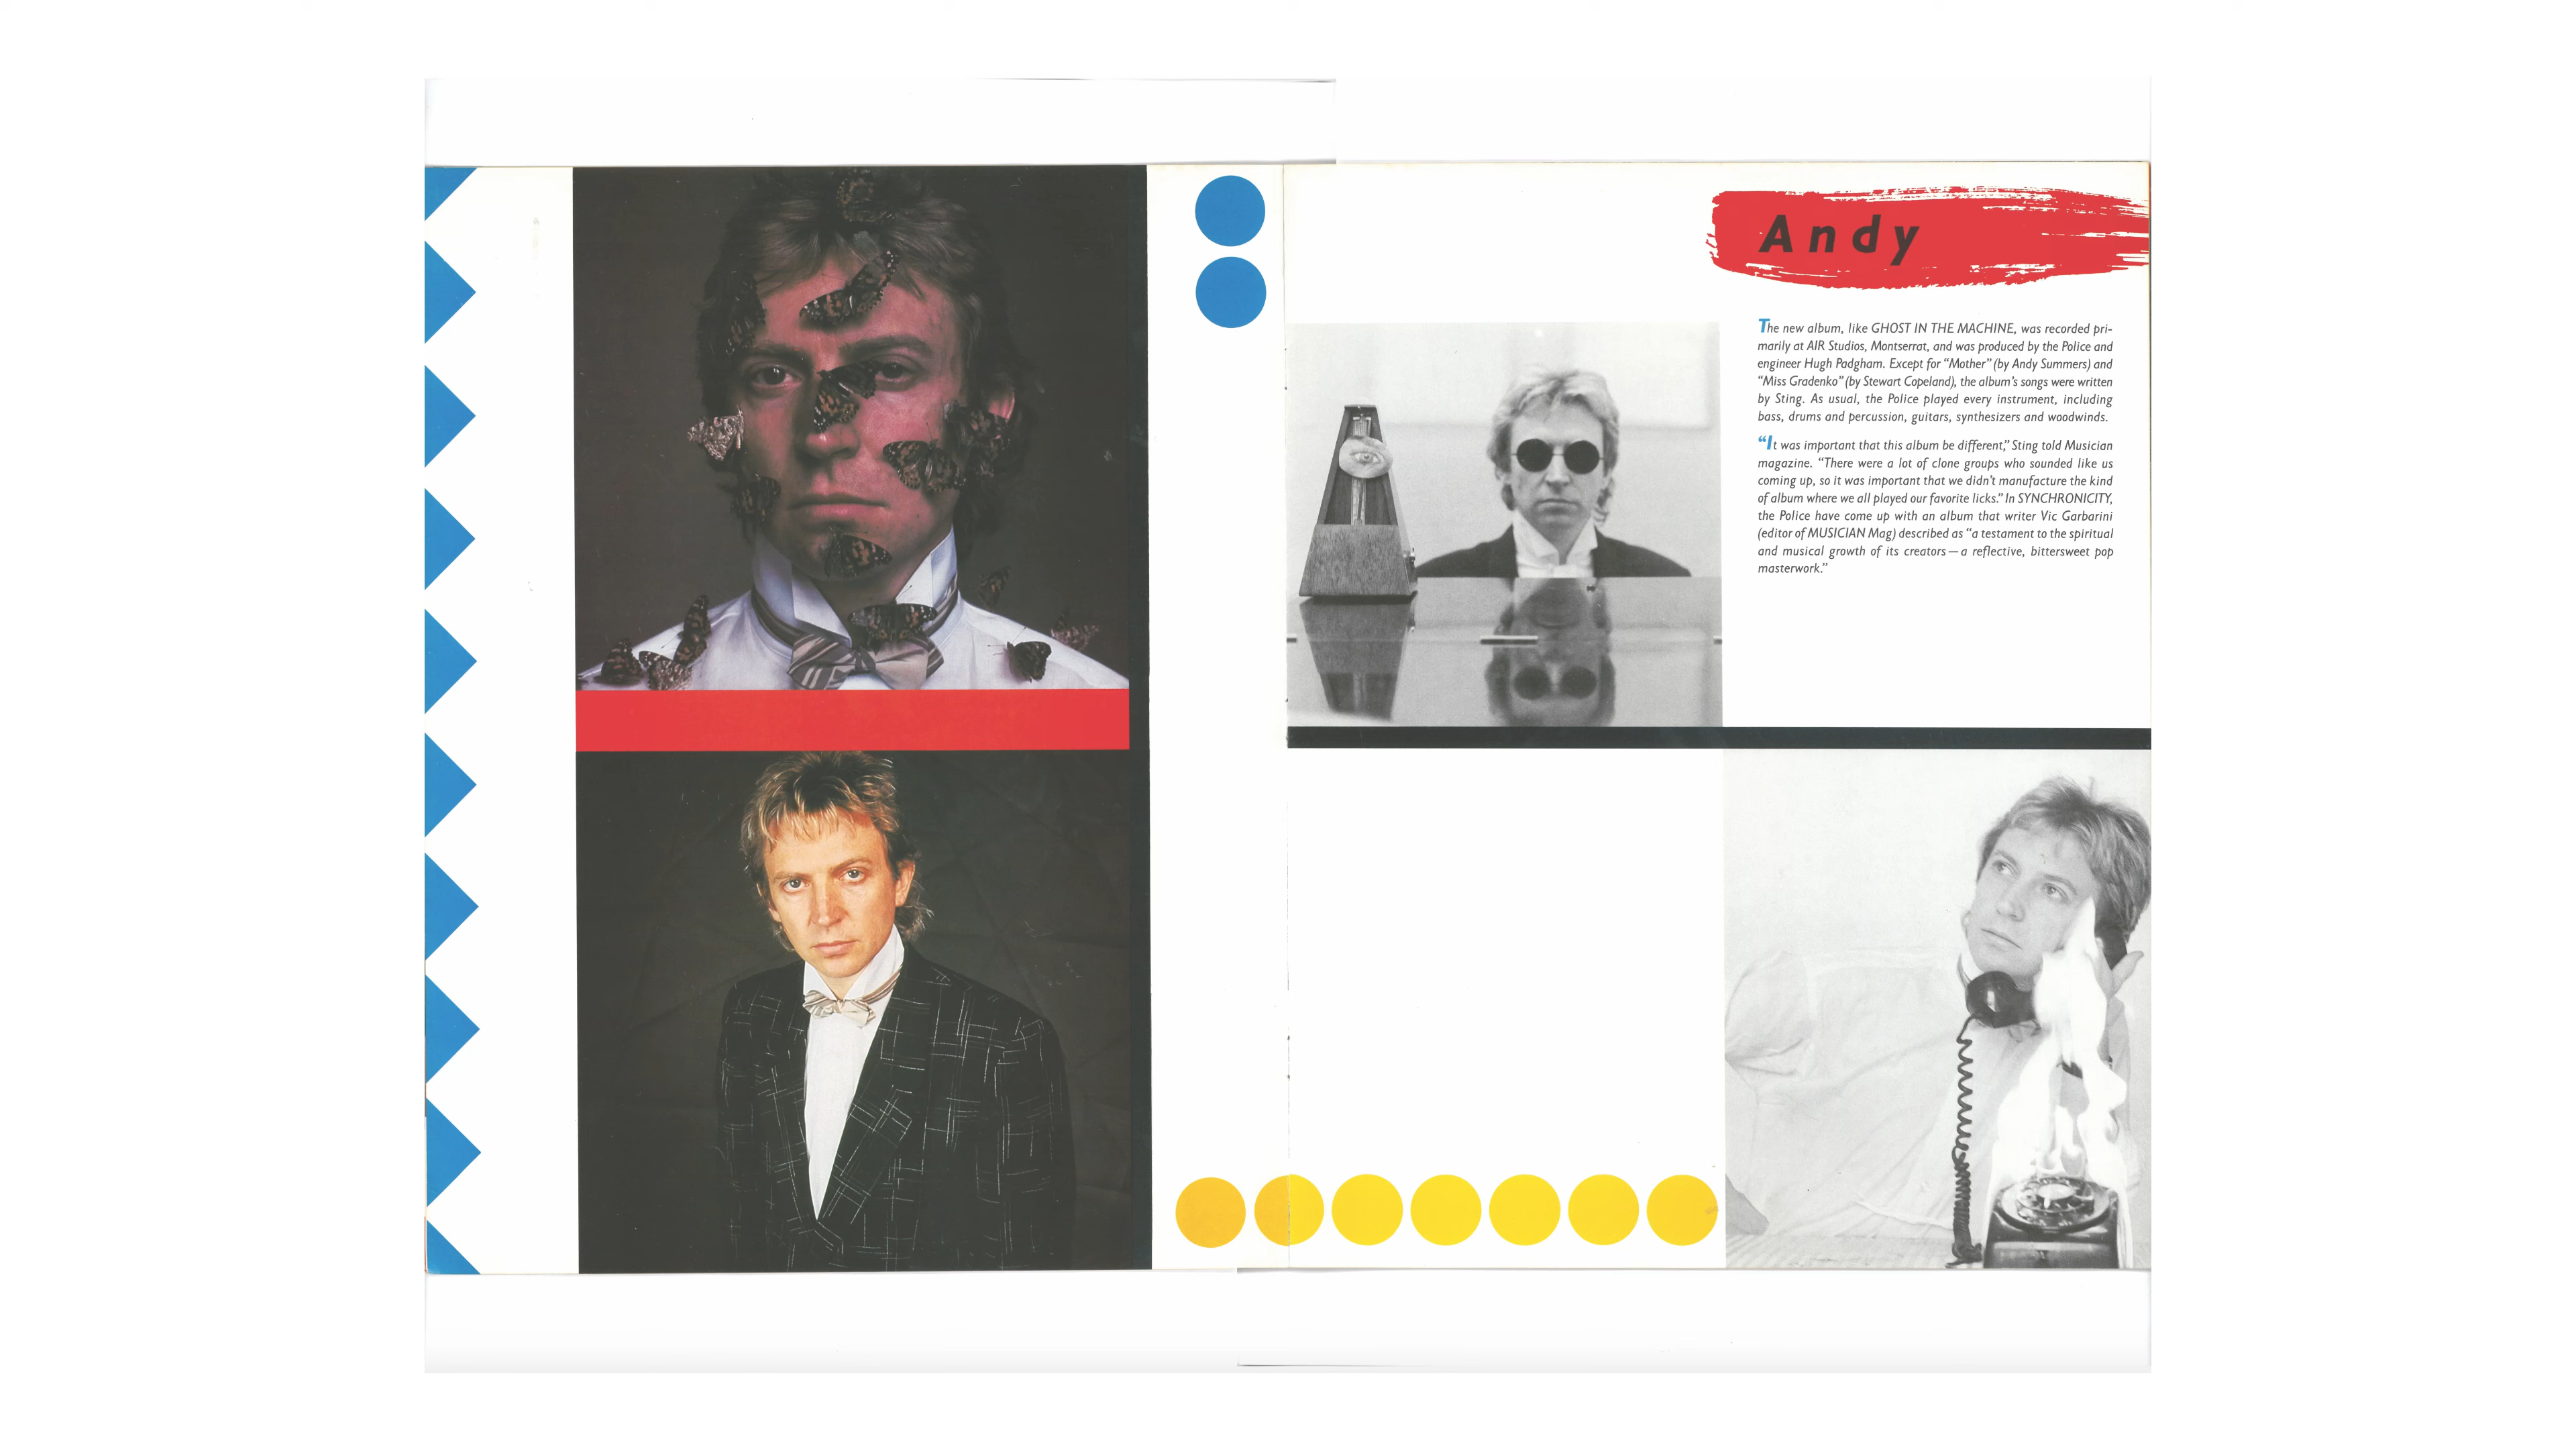 Andy
The new album, like GHOST IN THE MACHINE, was recorded pri-
marily at AIR Studios, Montserrat, and was produced by the Police and
engineer Hugh Padgham. Except for “Mother” (by Andy Summers) and
“Miss Gradenko” (by Stewart Copeland), the album’s songs were written
by Sting. As usual, the Police played every instrument, including
bass, drums and percussion, guitars, synthesizers and woodwinds.
“It was important that this album be different,” Sting told Musician
magazine. “There were a lot of clone groups who sounded like us
coming up, so it was important that we didn’t manufacture the kind
of album where we all played our favorite licks.” In SYNCHRONICITY,
the Police have come up with an album that writer Vic Garbarini
(editor of MUSICIAN Mag) described as “a testament to the spiritual
and musical growth of its creators — a reflective, bittersweet pop
masterwork.”